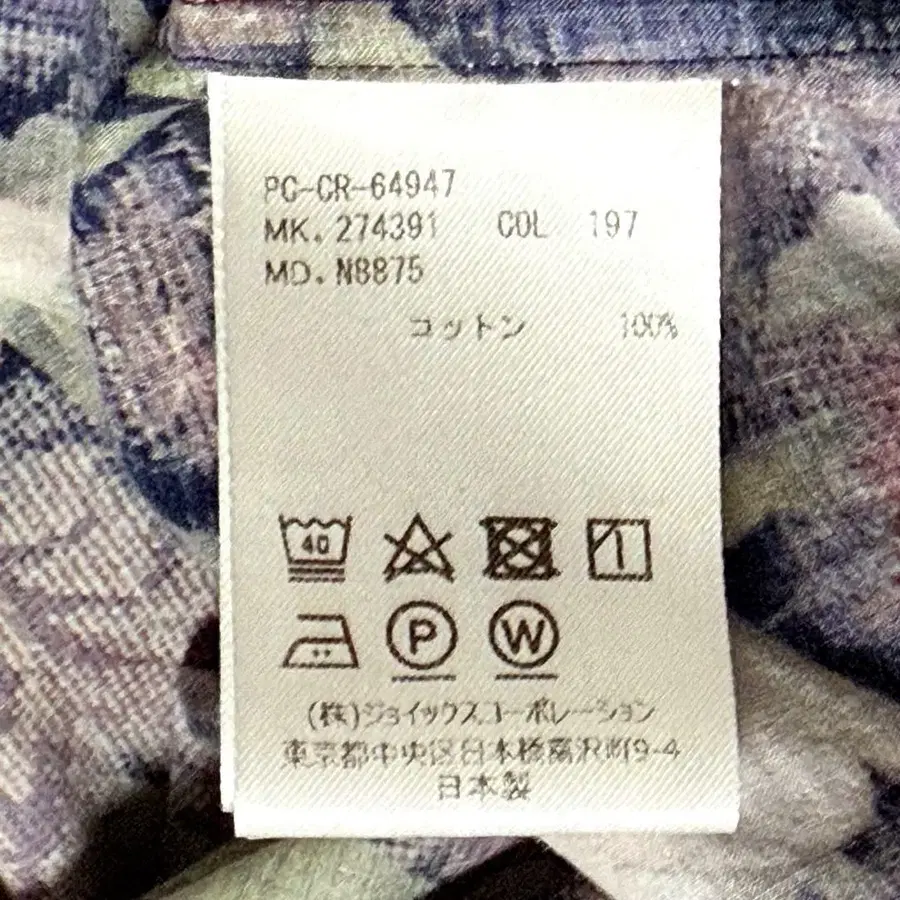 PC-CR-64947
MK. 274391 COL 197
MD. N8875
コットン 100%
40
P W
(株)ジョイックスコーポレーション
東京都中央区日本橋富沢町9-4
日本製